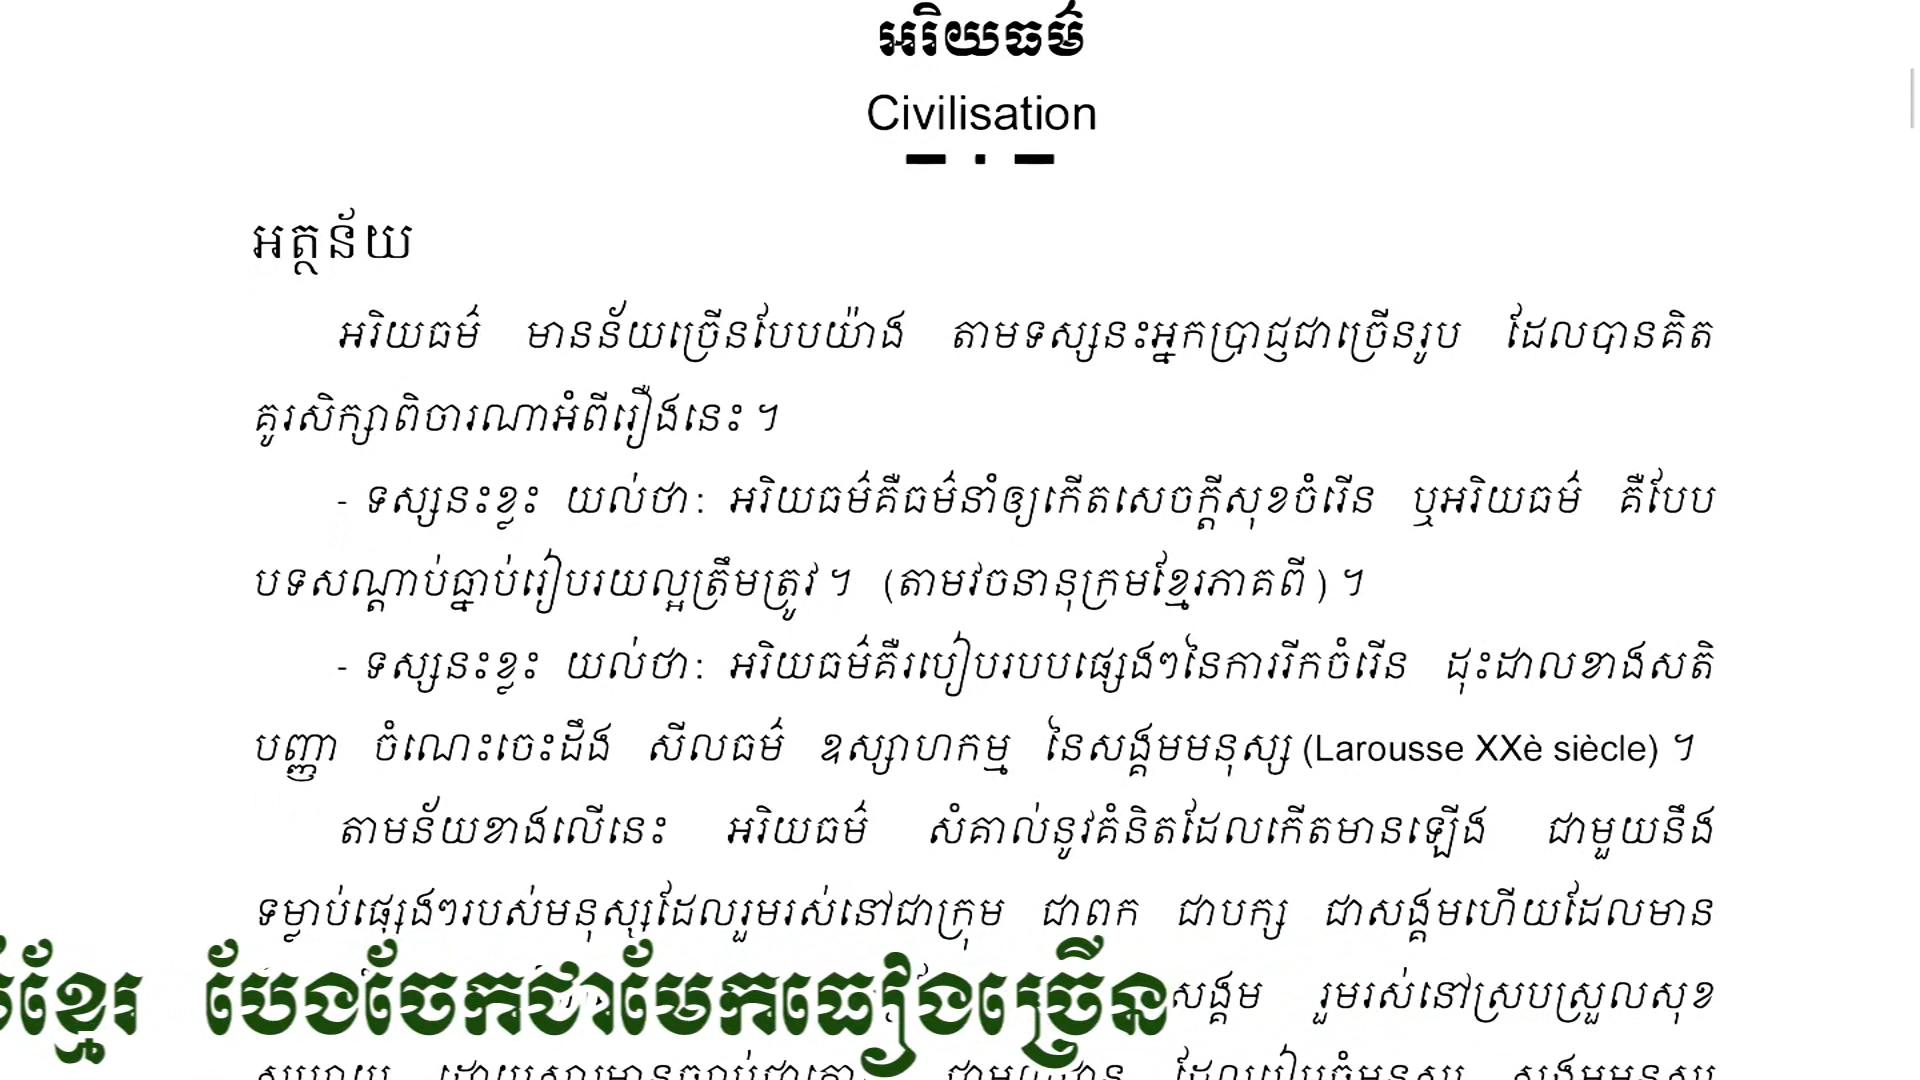 អរិយធម៌
Civilisation
អត្ថន័យ
អរិយធម៌ មានន័យច្រើនបែបយ៉ាង តាមទស្សនះអ្នកប្រាជ្ញជាច្រើនរូប ដែលបានគិត
គូរសិក្សាពិចារណាអំពីរឿងនេះ ។
- ទស្សនះខ្លះ យល់ថា : អរិយធម៌គឺធម៌នាំឲ្យកើតសេចក្តីសុខចំរើន ឬអរិយធម៌ គឺបែប
បទសណ្តាប់ធ្នាប់រៀបរយល្អត្រឹមត្រូវ ។ (តាមវចនានុក្រមខ្មែរភាគពី ) ។
- ទស្សនះខ្លះ យល់ថា : អរិយធម៌គឺរបៀបរបបផ្សេងៗនៃការរីកចំរើន ដុះដាលខាងសតិ
បញ្ញា ចំណេះចេះដឹង សីលធម៌ ឧស្សាហកម្ម នៃសង្គមមនុស្ស (Larousse XXè siècle) ។
តាមន័យខាងលើនេះ អរិយធម៌ សំគាល់នូវគំនិតដែលកើតមានឡើង ជាមួយនឹង
ទម្លាប់ផ្សេងៗរបស់មនុស្សដែលរួមរស់នៅជាក្រុម ជាពក ជាបក្ស ជាសង្គមហើយដែលមាន
សង្គម រួមរស់នៅស្របស្រួលសុខ
ខ្មែរ បែងចែកជាមែកធៀងច្រើន